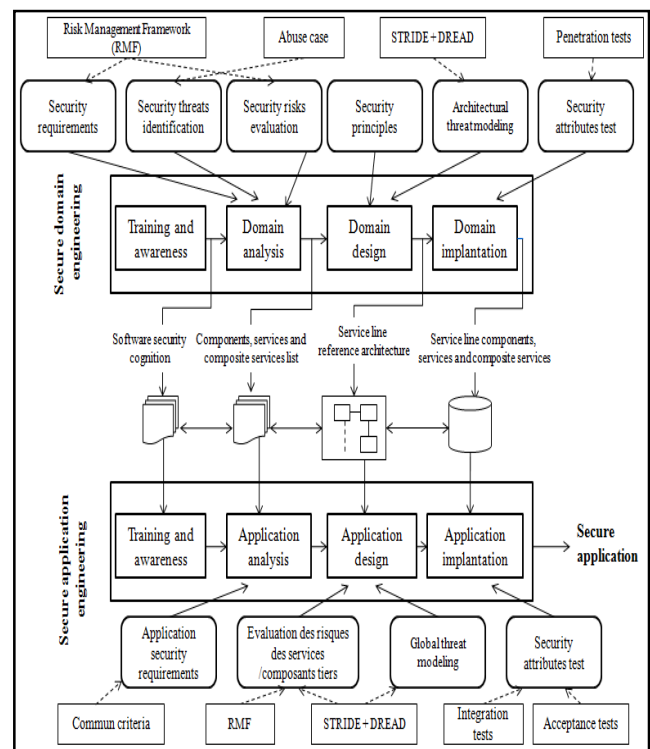 Risk Management Framework
(RMF)
Abuse case
STRIDE + DREAD
Penetration tests
Security
requirements
Security threats
identification
Security risks
evaluation
Security
principles
Architectural
threat modeling
Security
attributes test
Secure domain
engineering
Training and
awareness
Domain
analysis
Domain
design
Domain
implantation
Software security
cognition
Components, services and
composite services list
Service line
reference architecture
Service line components,
services and composite services
Secure application
engineering
Training and
awareness
Application
analysis
Application
design
Application
implantation
Secure
application
Application
security
requirements
Evaluation des risques
des services
/composants tiers
Global threat
modeling
Security
attributes test
Commun criteria
RMF
STRIDE + DREAD
Integration
tests
Acceptance tests